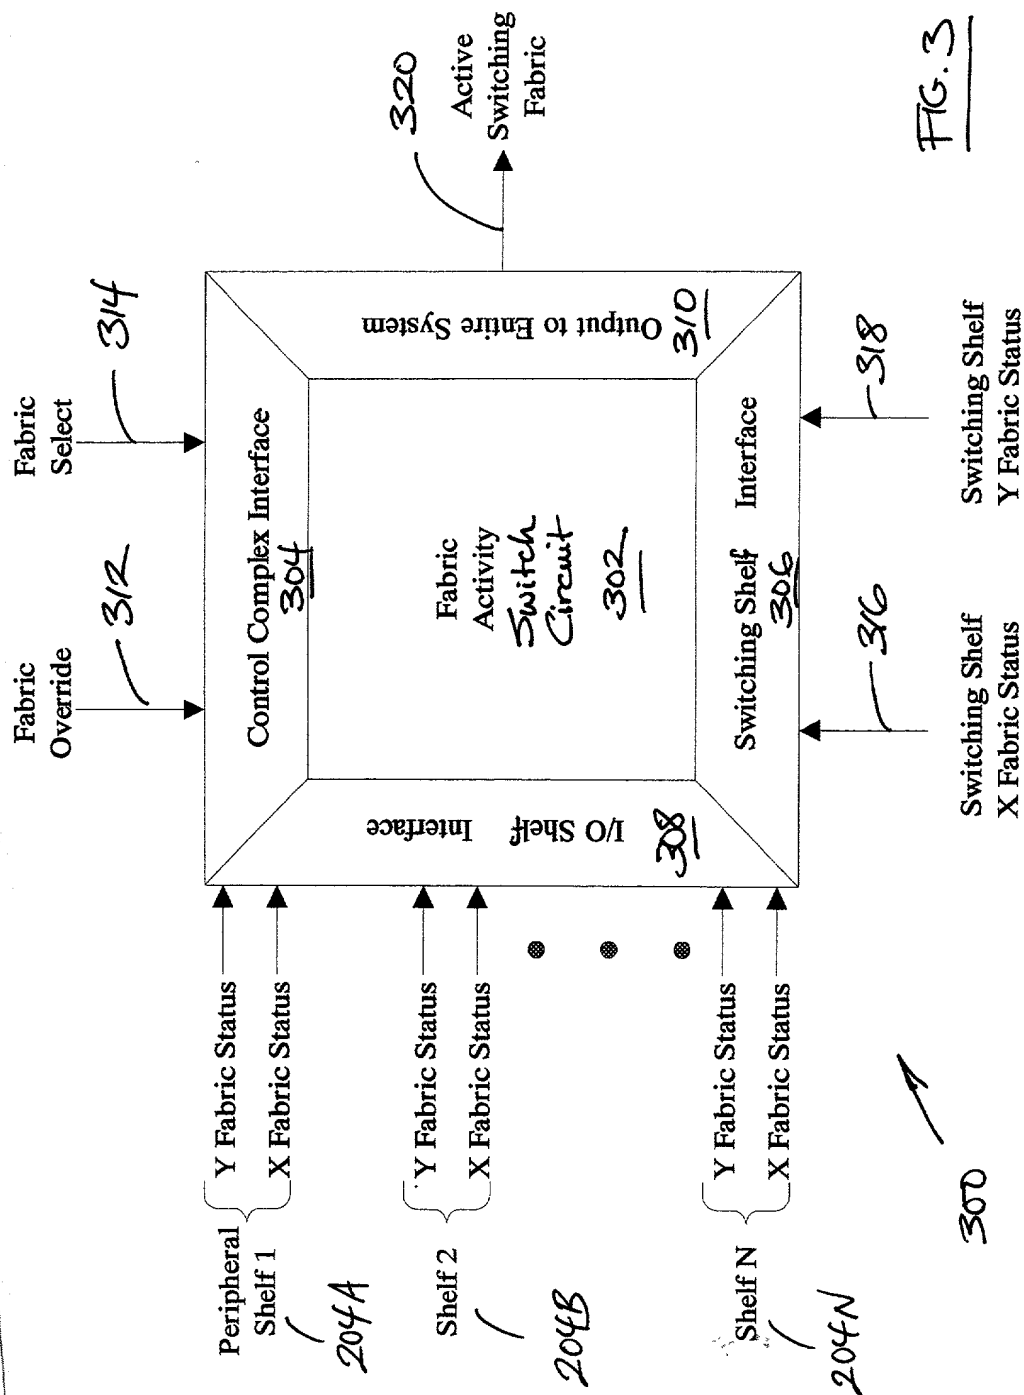 Fabric
Override
312
Fabric
Select
314
Control Complex Interface
304
Peripheral
Shelf 1
204A
Y Fabric Status
X Fabric Status
Shelf 2
204B
Y Fabric Status
X Fabric Status
Shelf N
204N
Y Fabric Status
X Fabric Status
I/O Shelf Interface
308
Fabric
Activity
Switch
Circuit
302
Output to Entire System
310
320
Active
Switching
Fabric
Switching Shelf Interface
306
316
Switching Shelf
X Fabric Status
318
Switching Shelf
Y Fabric Status
300
FIG. 3